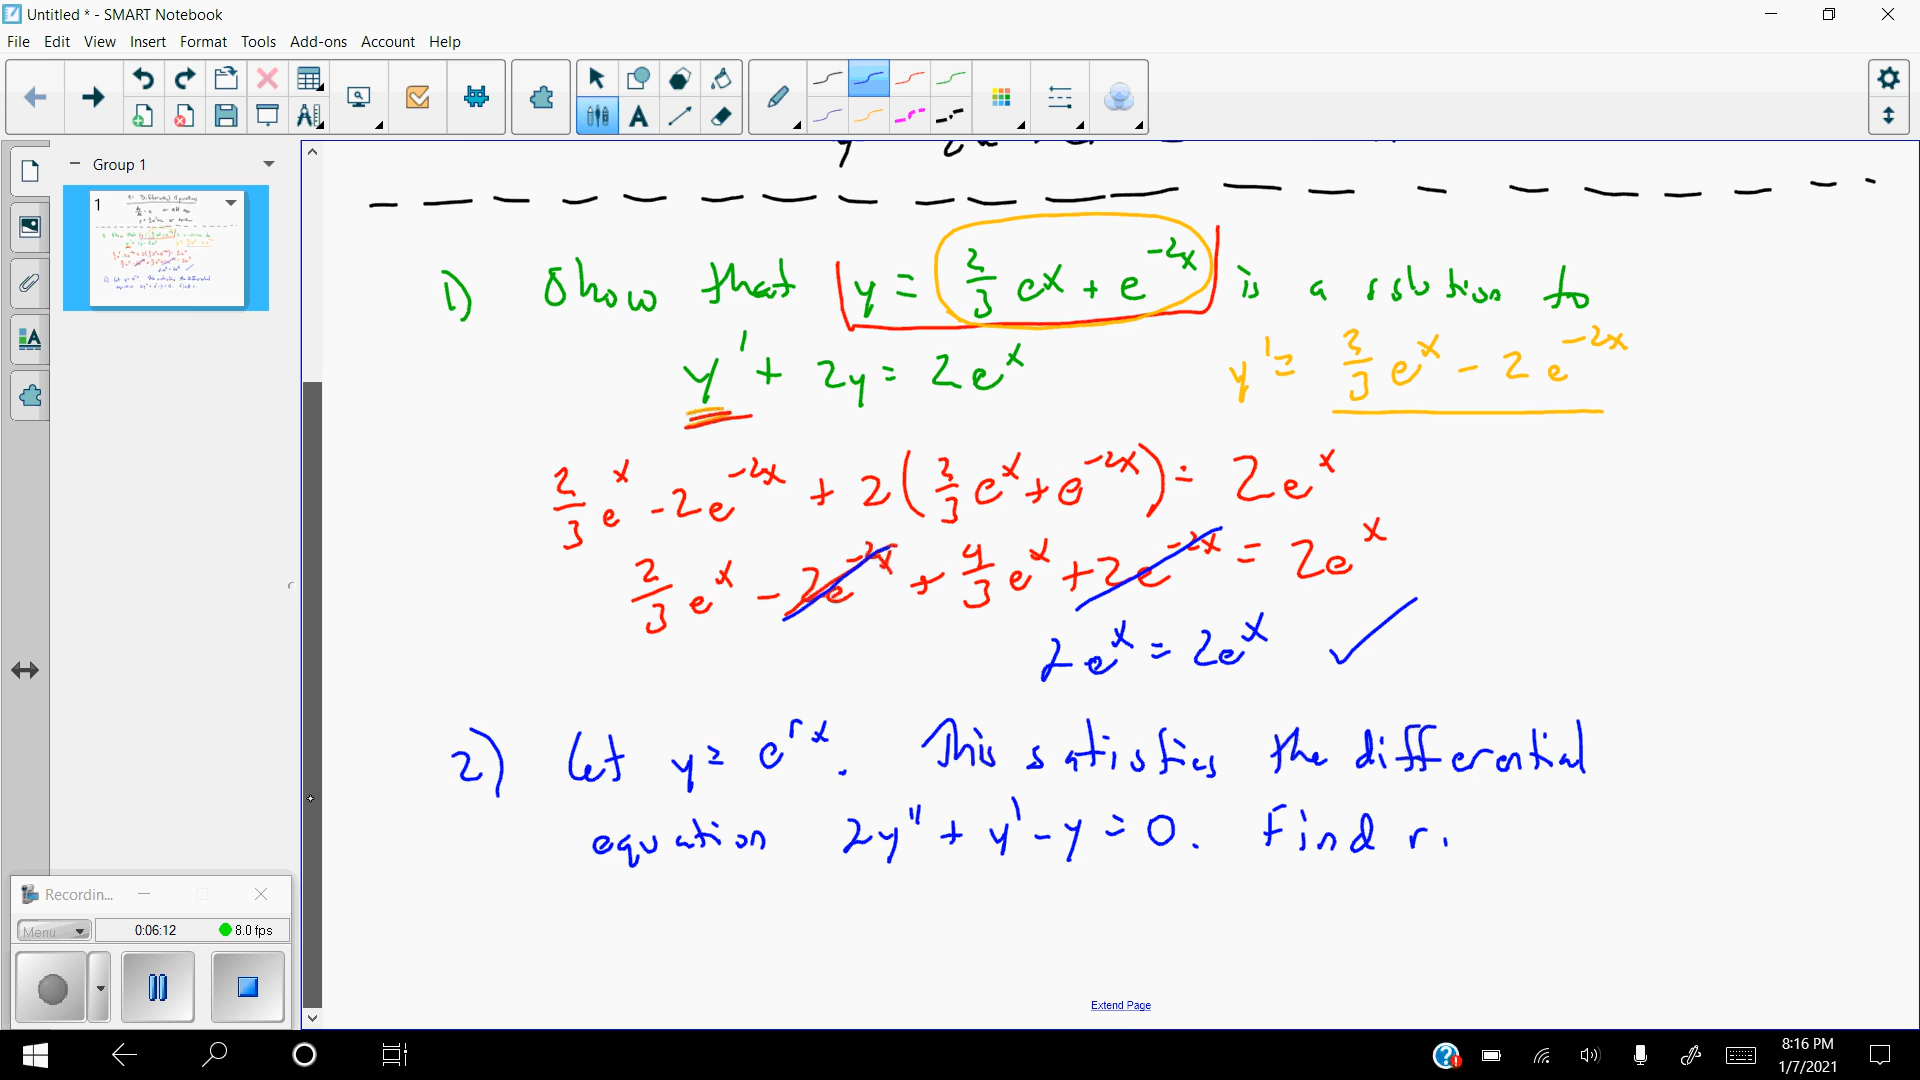 Untitled * - SMART Notebook
File Edit View Insert Format Tools Add-ons Account Help
Group 1
1
1) Show that y = 2/3 e^x + e^-2x is a solution to
y' + 2y = 2e^x y' = 2/3 e^x - 2e^-2x
2/3 e^x - 2e^-2x + 2(2/3 e^x + e^-2x) = 2e^x
2/3 e^x - 2e^-2x + 4/3 e^x + 2e^-2x = 2e^x
2e^x = 2e^x ✓
2) Let y = e^rx. This satisfies the differential
equation 2y" + y' - y = 0. Find r.
Extend Page
Recordin...
Menu 0:06:12 8.0 fps
8:16 PM
1/7/2021